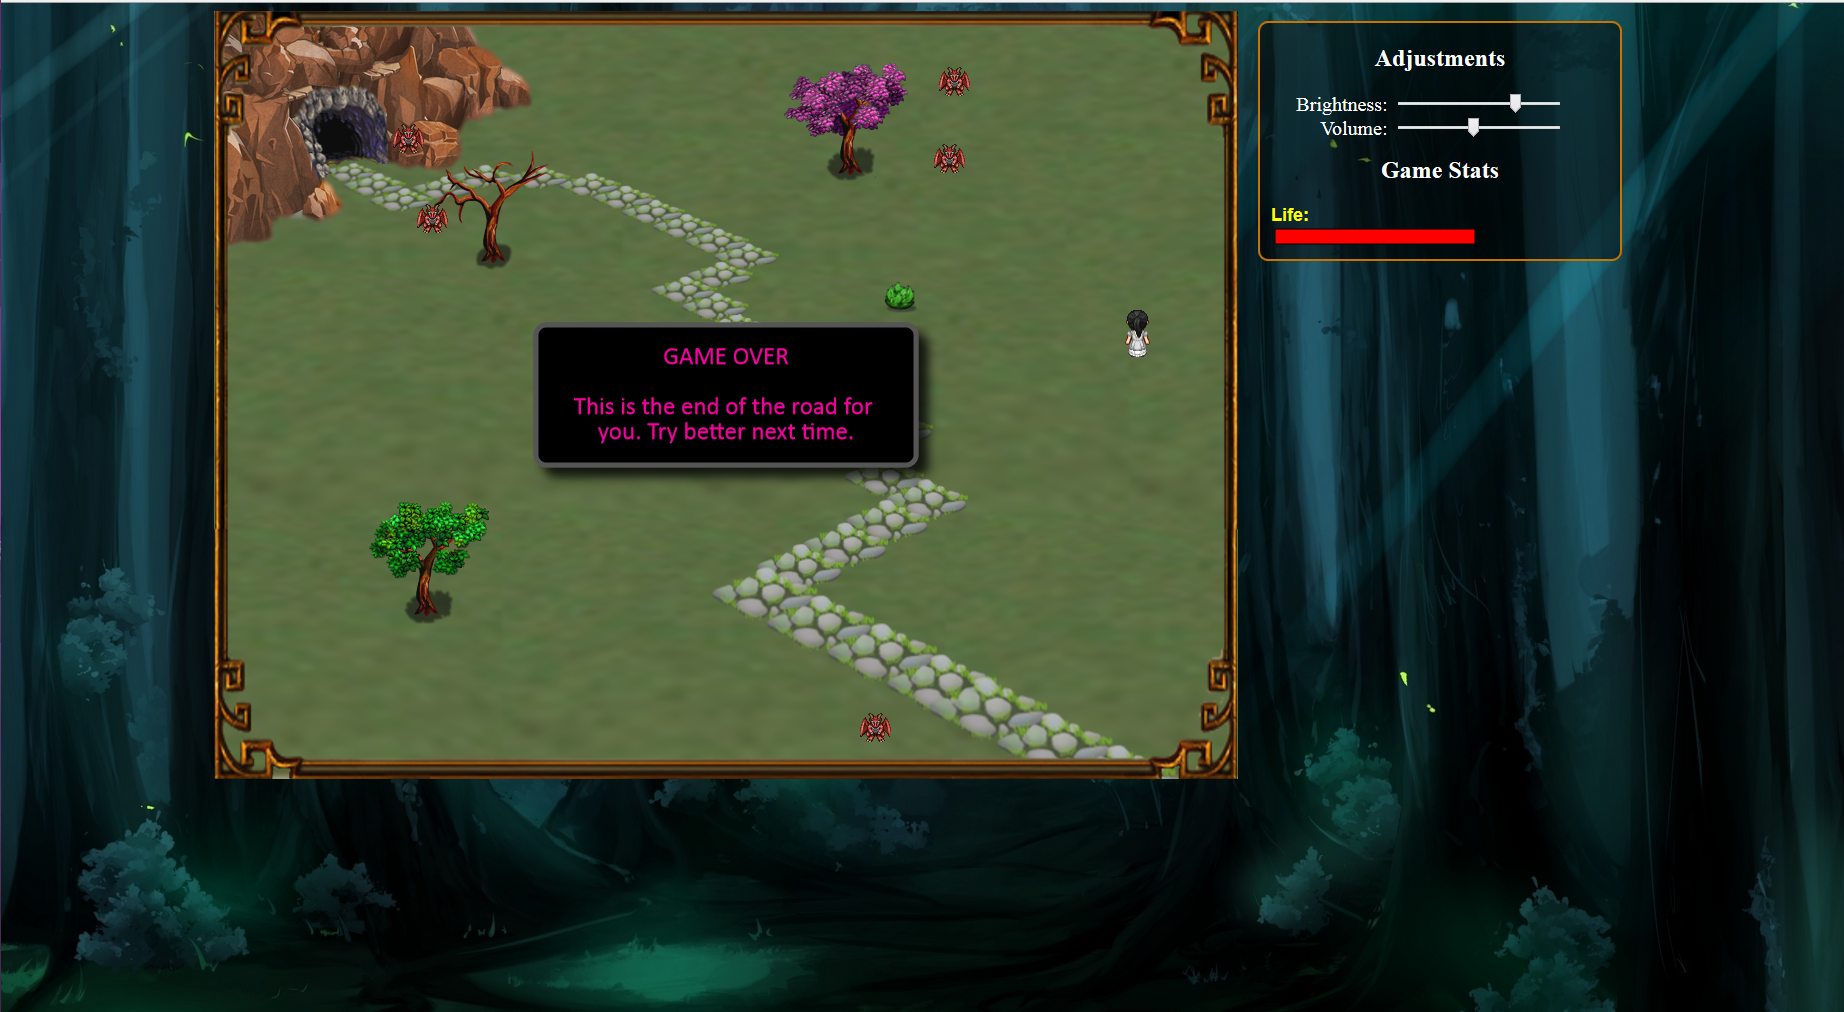 Adjustments
Brightness:
Volume:
Game Stats
Life:
GAME OVER
This is the end of the road for
you. Try better next time.